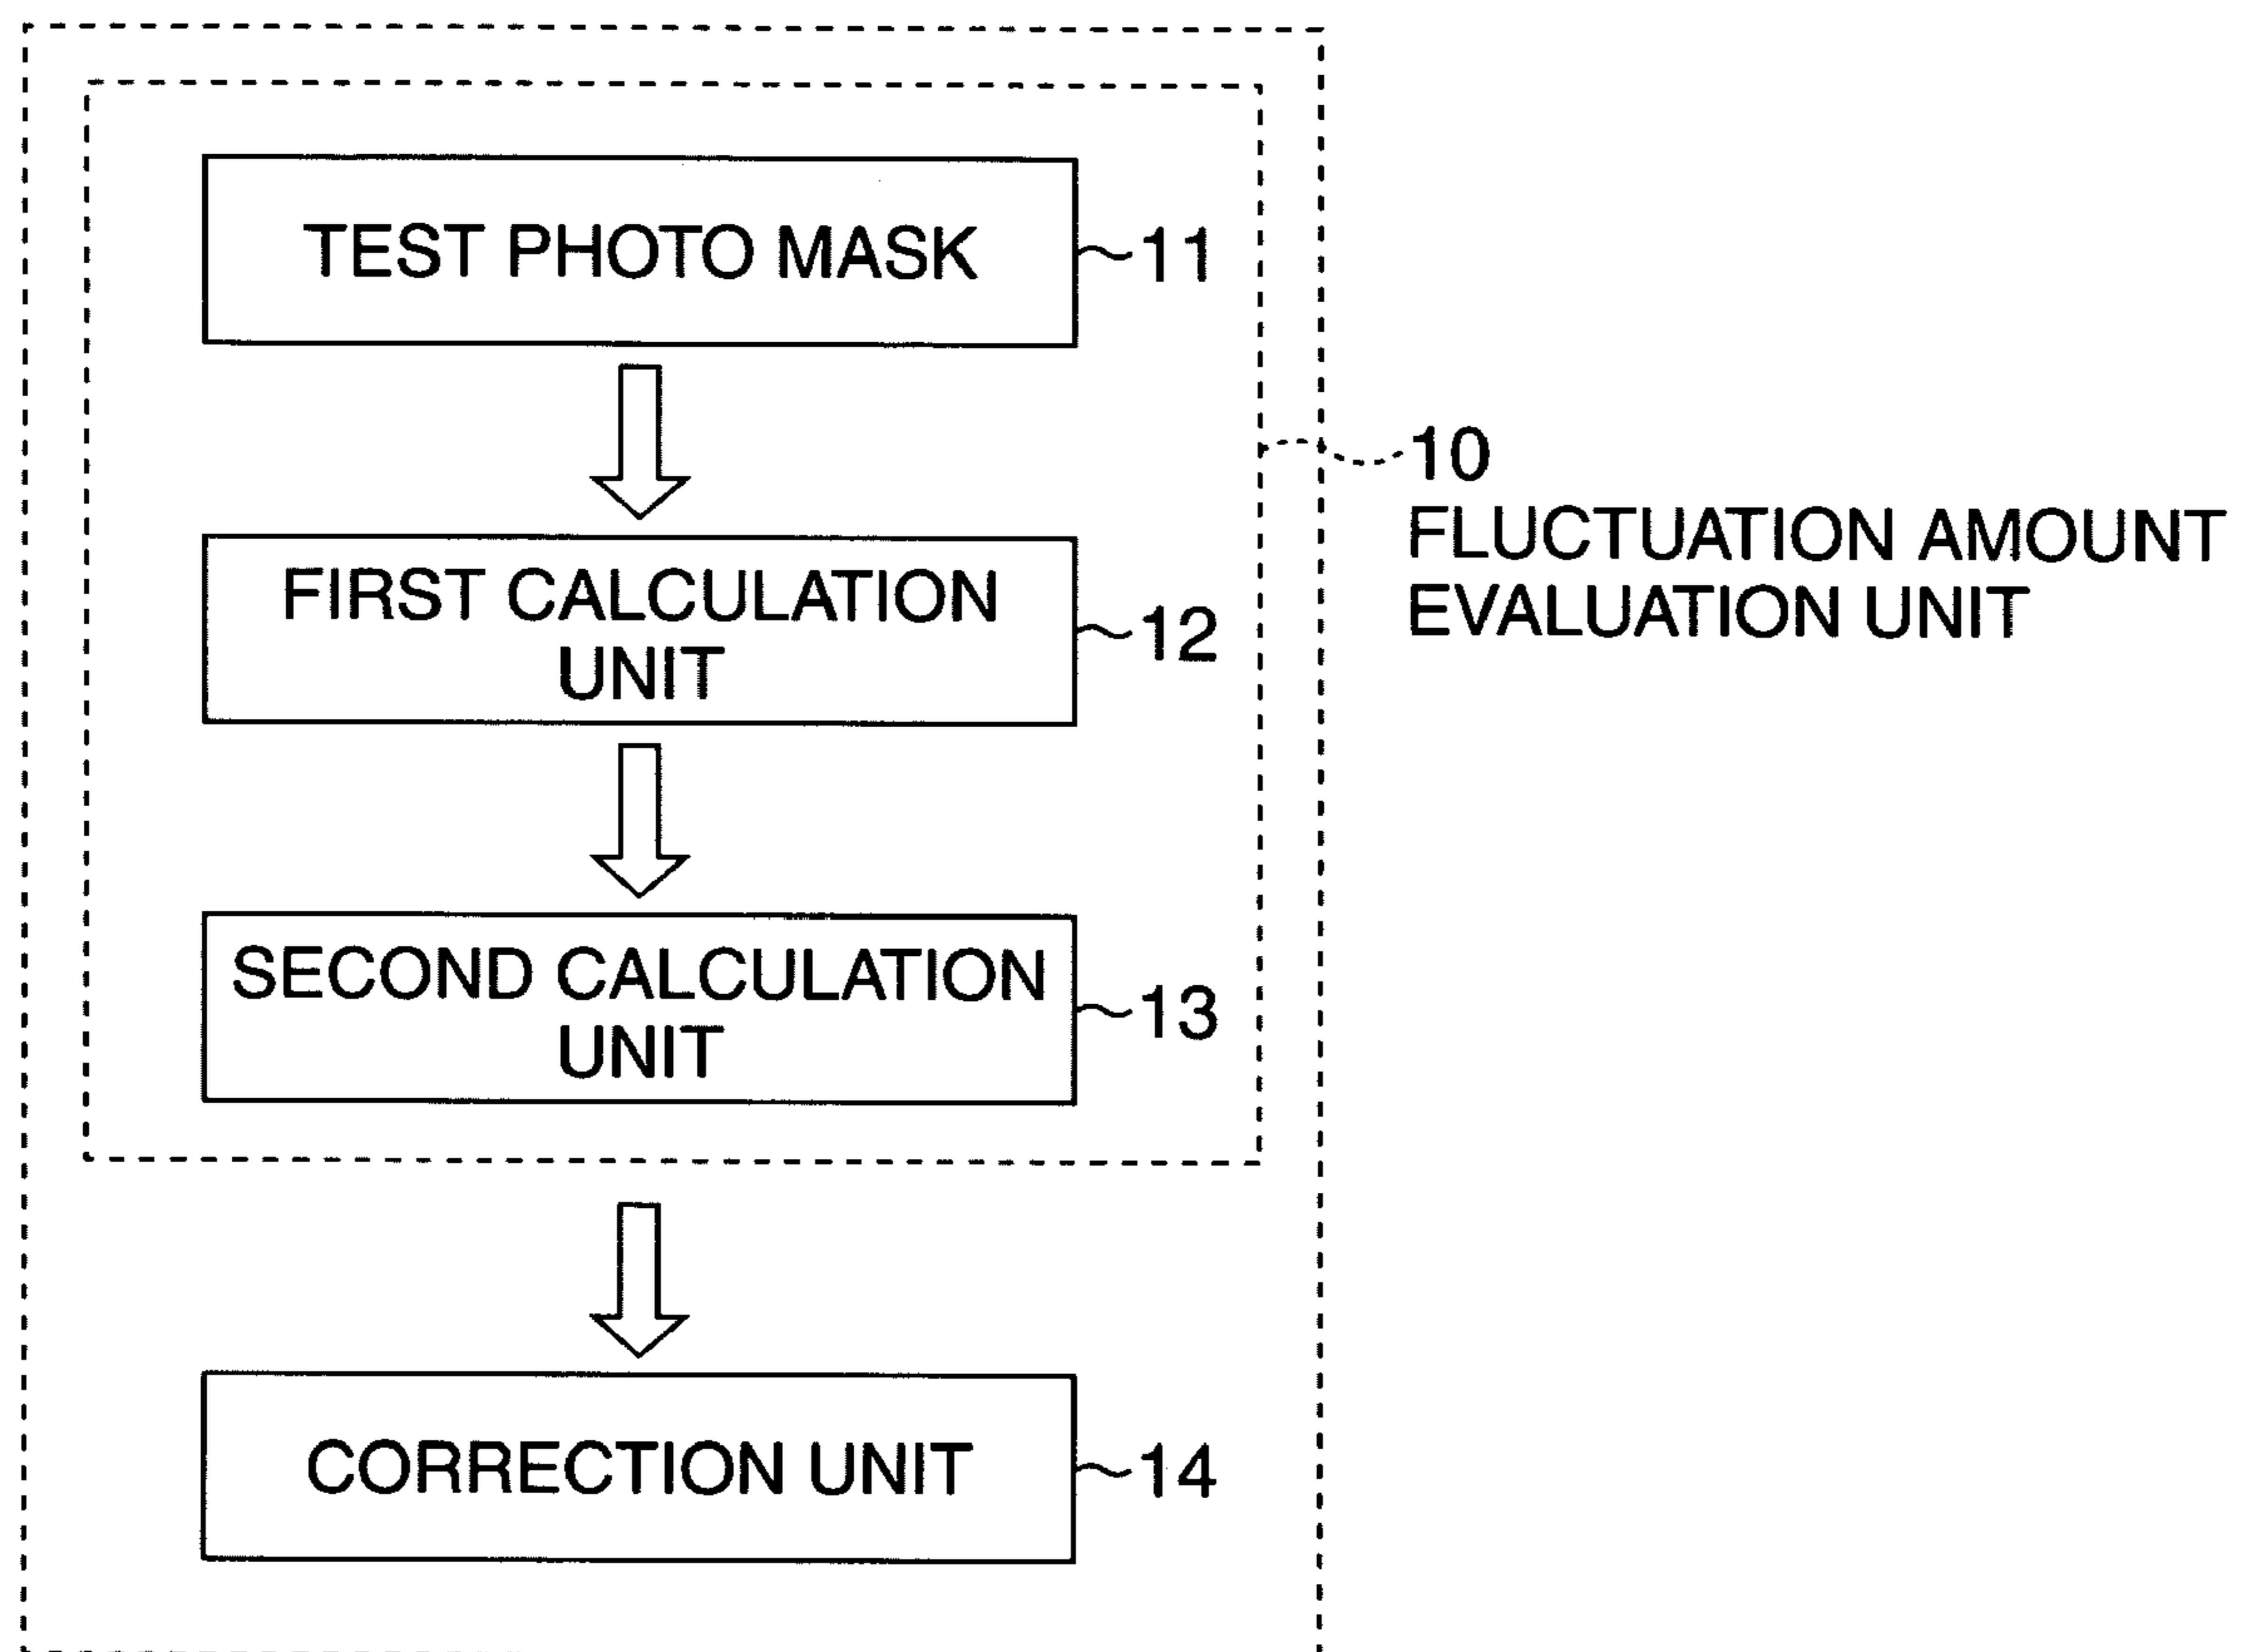 TEST PHOTO MASK
11
10
FLUCTUATION AMOUNT
EVALUATION UNIT
FIRST CALCULATION
UNIT
12
SECOND CALCULATION
UNIT
13
CORRECTION UNIT
14